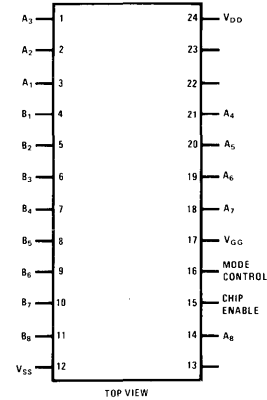 A3 1 24 VDD
A2 2 23
A1 3 22
B1 4 21 A4
B2 5 20 A5
B3 6 19 A6
B4 7 18 A7
B5 8 17 VGG
B6 9 16 MODE CONTROL
B7 10 15 CHIP ENABLE
B8 11 14 A8
VSS 12 13
TOP VIEW